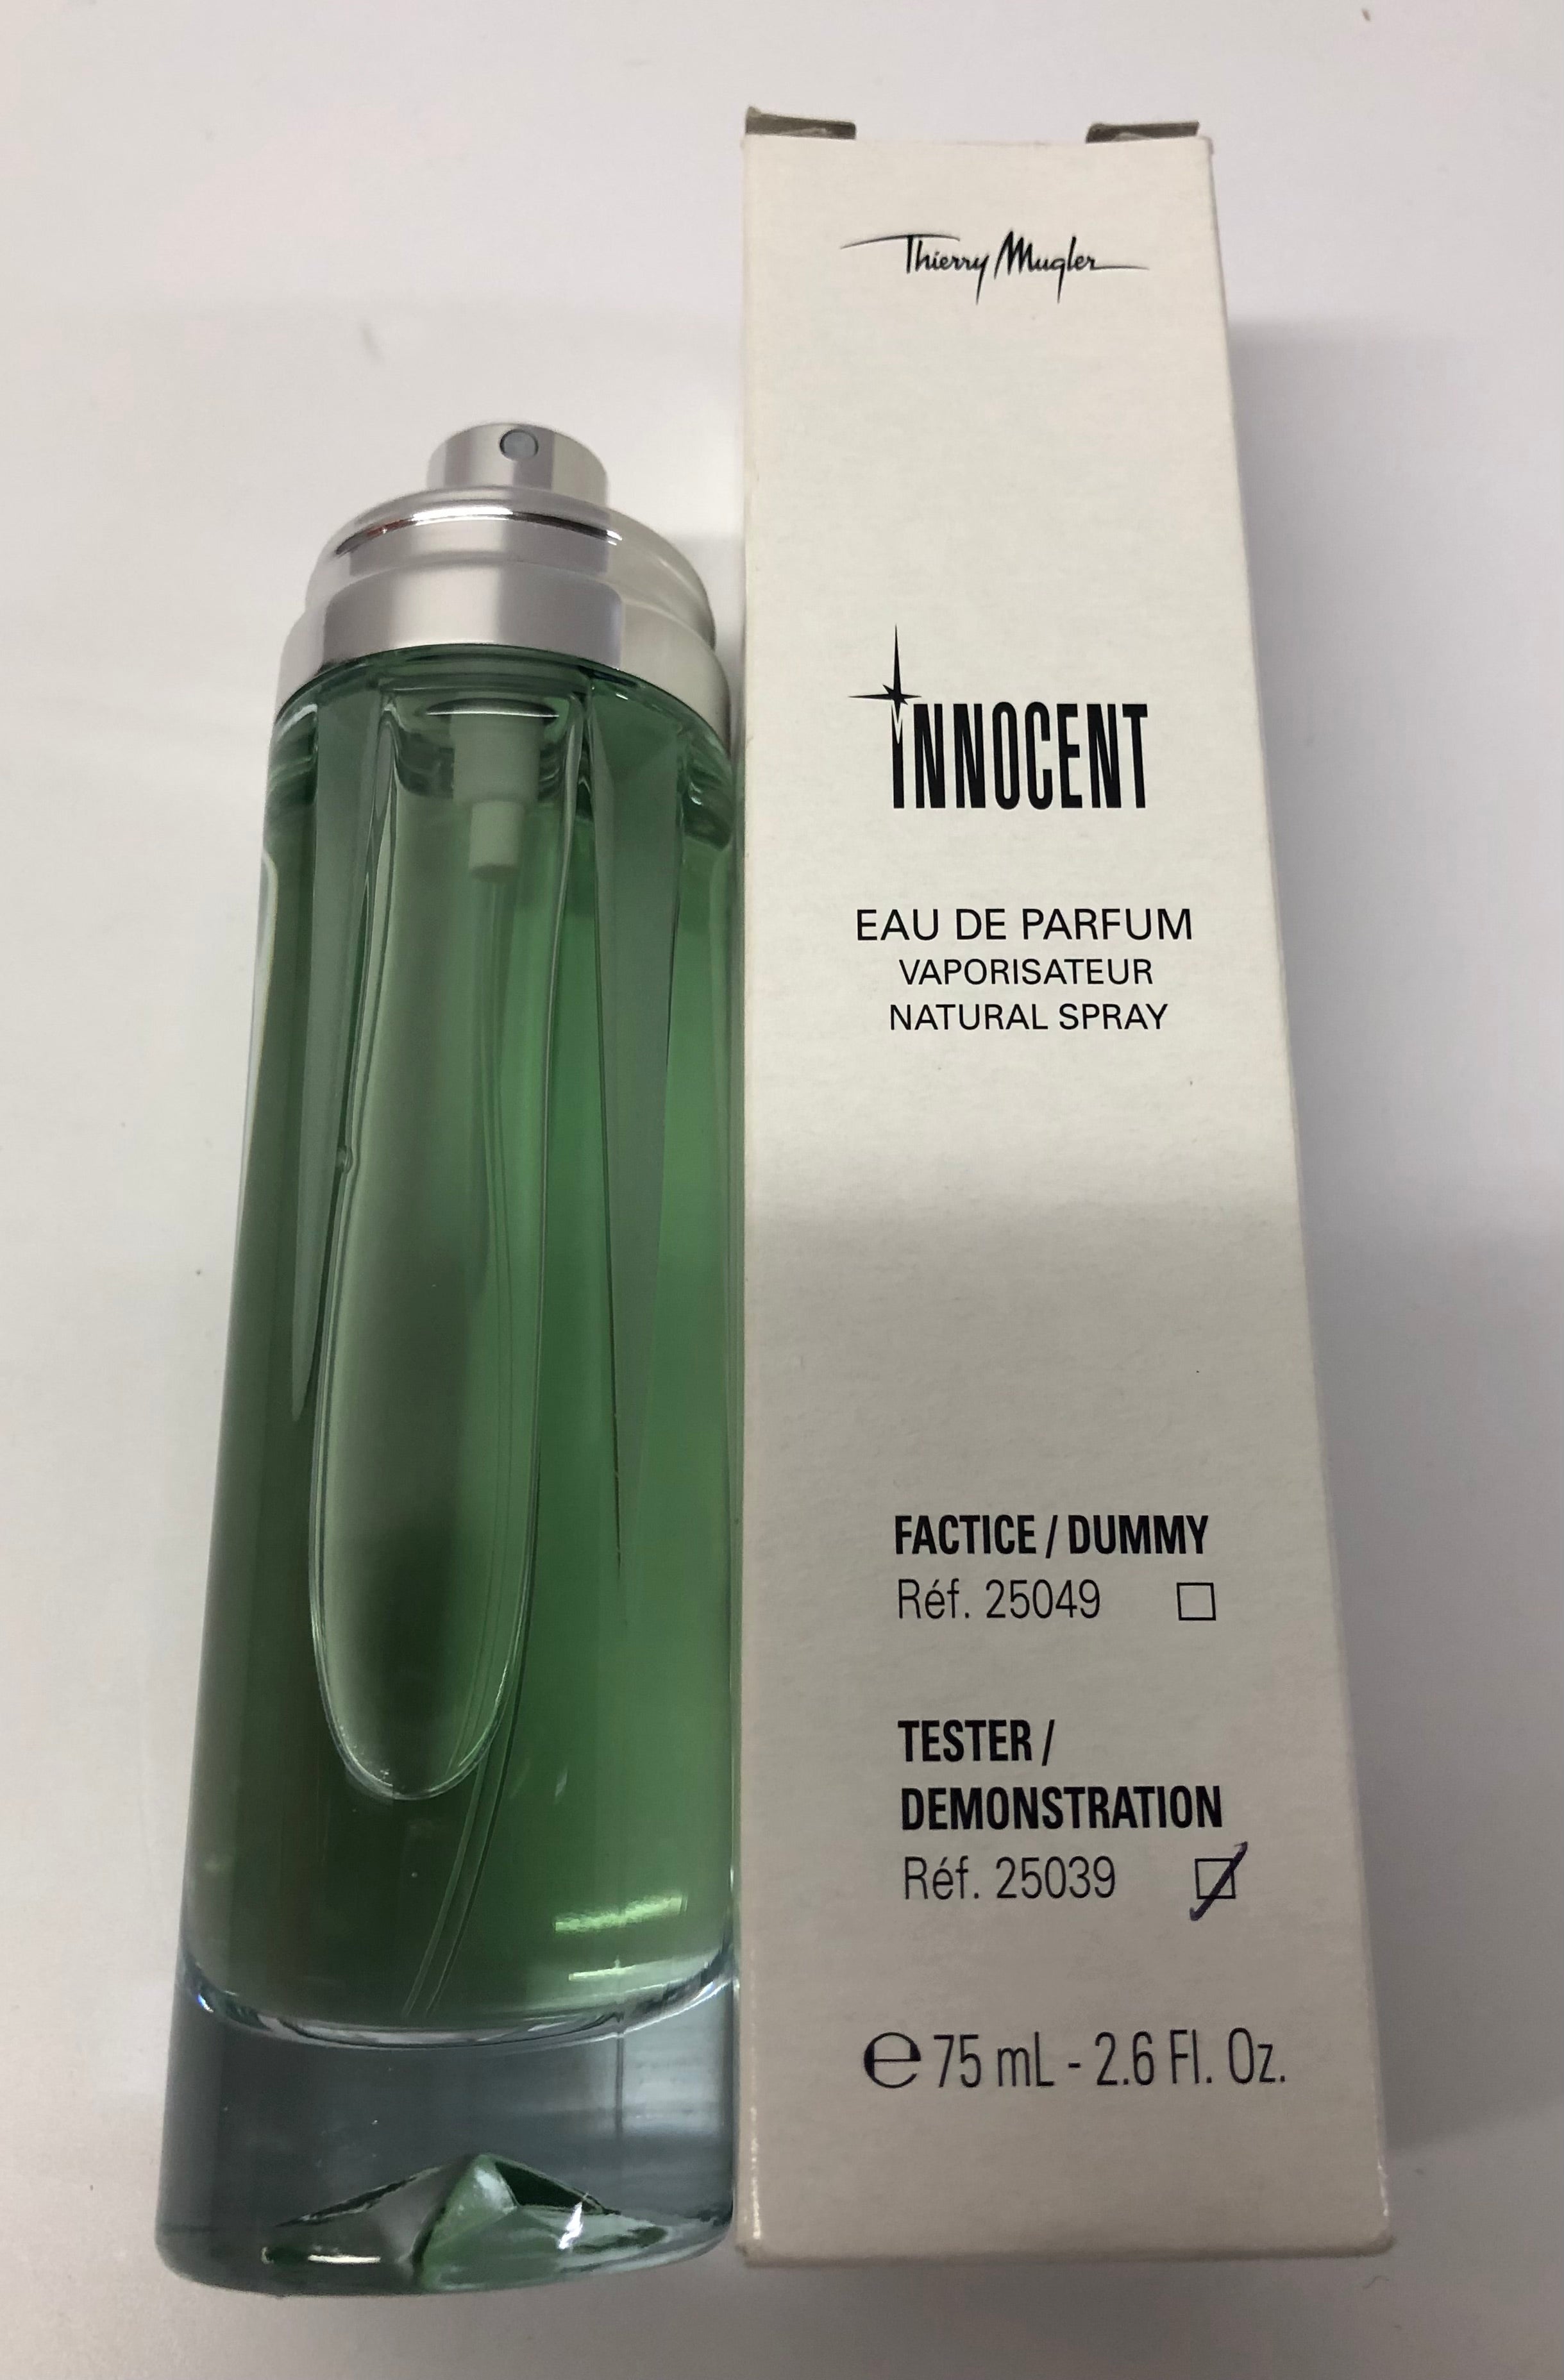 Thierry Mugler
INNOCENT
EAU DE PARFUM
VAPORISATEUR
NATURAL SPRAY
FACTICE / DUMMY
Réf. 25049 ☐
TESTER /
DEMONSTRATION
Réf. 25039 ☑
℮ 75 mL - 2.6 Fl. Oz.